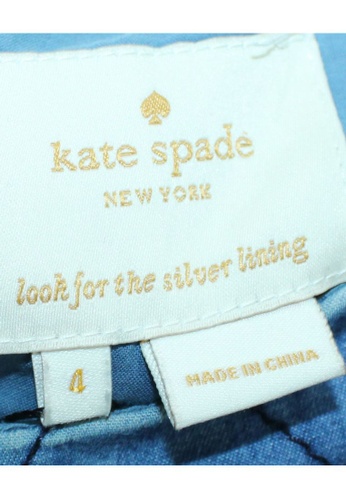 kate spade
NEW YORK
look for the silver lining
4
MADE IN CHINA